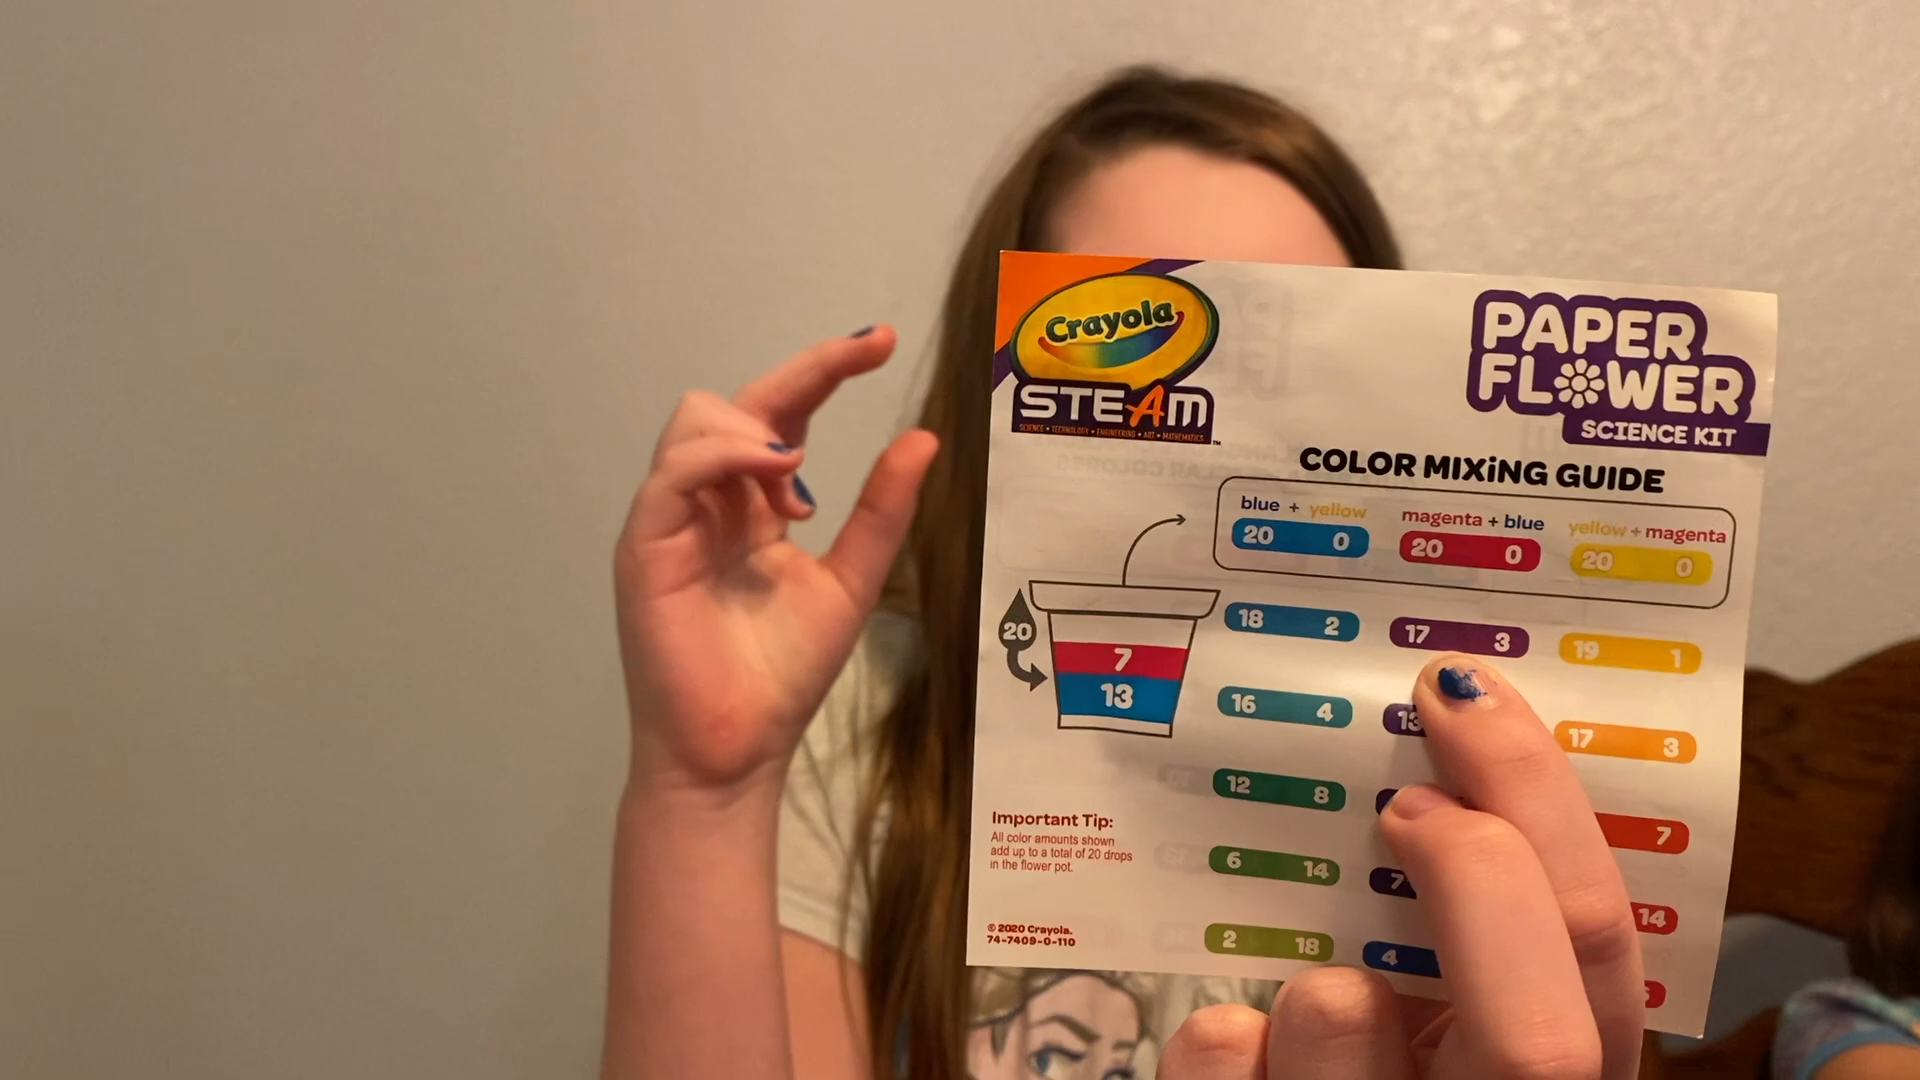 Crayola
STEAM
SCIENCE • TECHNOLOGY • ENGINEERING • ART • MATHEMATICS™
PAPER
FLOWER
SCIENCE KIT
COLOR MIXiNG GUIDE
blue + yellow
20 0
18 2
16 4
12 8
6 14
2 18
magenta + blue
20 0
17 3
13
7
4
yellow + magenta
20 0
19 1
17 3
7
14
20
7
13
Important Tip:
All color amounts shown
add up to a total of 20 drops
in the flower pot.
© 2020 Crayola.
74-7409-0-110